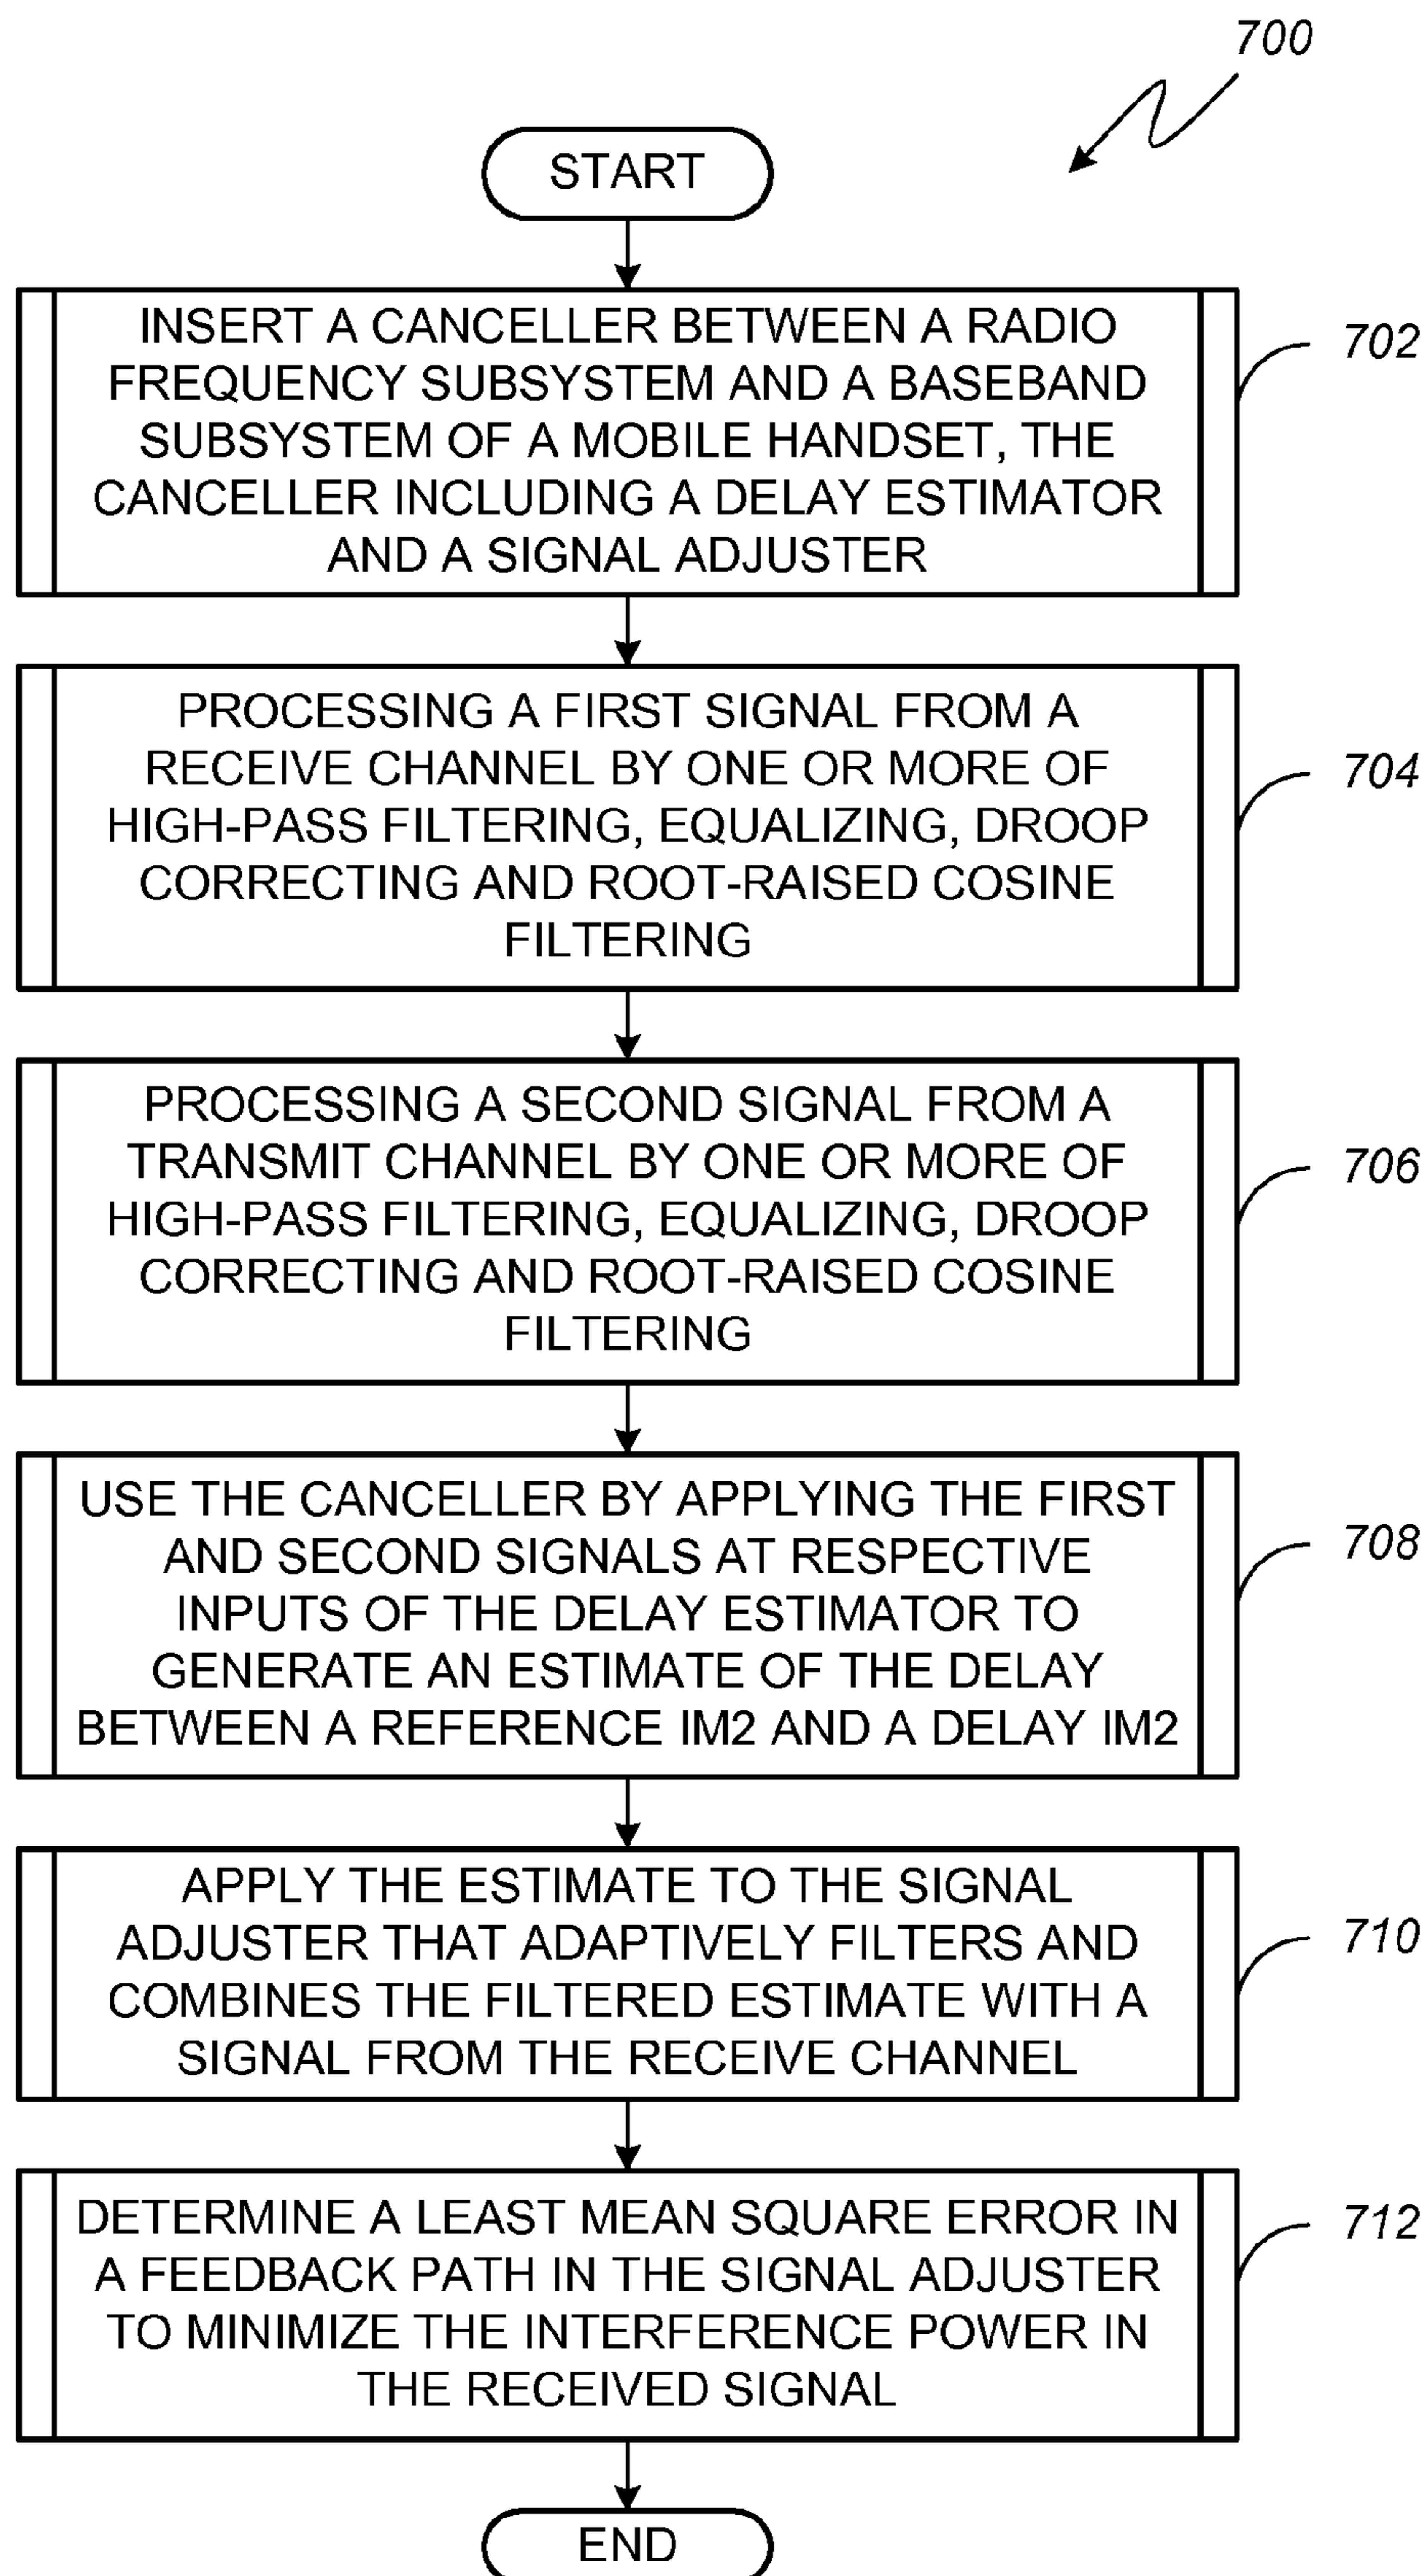 700
START
INSERT A CANCELLER BETWEEN A RADIO
FREQUENCY SUBSYSTEM AND A BASEBAND
SUBSYSTEM OF A MOBILE HANDSET, THE
CANCELLER INCLUDING A DELAY ESTIMATOR
AND A SIGNAL ADJUSTER
702
PROCESSING A FIRST SIGNAL FROM A
RECEIVE CHANNEL BY ONE OR MORE OF
HIGH-PASS FILTERING, EQUALIZING, DROOP
CORRECTING AND ROOT-RAISED COSINE
FILTERING
704
PROCESSING A SECOND SIGNAL FROM A
TRANSMIT CHANNEL BY ONE OR MORE OF
HIGH-PASS FILTERING, EQUALIZING, DROOP
CORRECTING AND ROOT-RAISED COSINE
FILTERING
706
USE THE CANCELLER BY APPLYING THE FIRST
AND SECOND SIGNALS AT RESPECTIVE
INPUTS OF THE DELAY ESTIMATOR TO
GENERATE AN ESTIMATE OF THE DELAY
BETWEEN A REFERENCE IM2 AND A DELAY IM2
708
APPLY THE ESTIMATE TO THE SIGNAL
ADJUSTER THAT ADAPTIVELY FILTERS AND
COMBINES THE FILTERED ESTIMATE WITH A
SIGNAL FROM THE RECEIVE CHANNEL
710
DETERMINE A LEAST MEAN SQUARE ERROR IN
A FEEDBACK PATH IN THE SIGNAL ADJUSTER
TO MINIMIZE THE INTERFERENCE POWER IN
THE RECEIVED SIGNAL
712
END